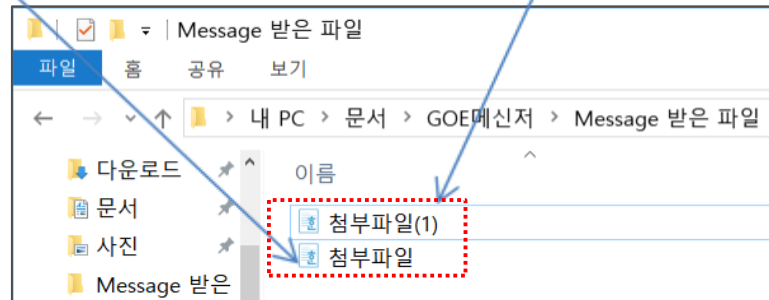 Message 받은 파일
파일 홈 공유 보기
내 PC > 문서 > GOE메신저 > Message 받은 파일
다운로드
문서
사진
Message 받은
이름
첨부파일(1)
첨부파일